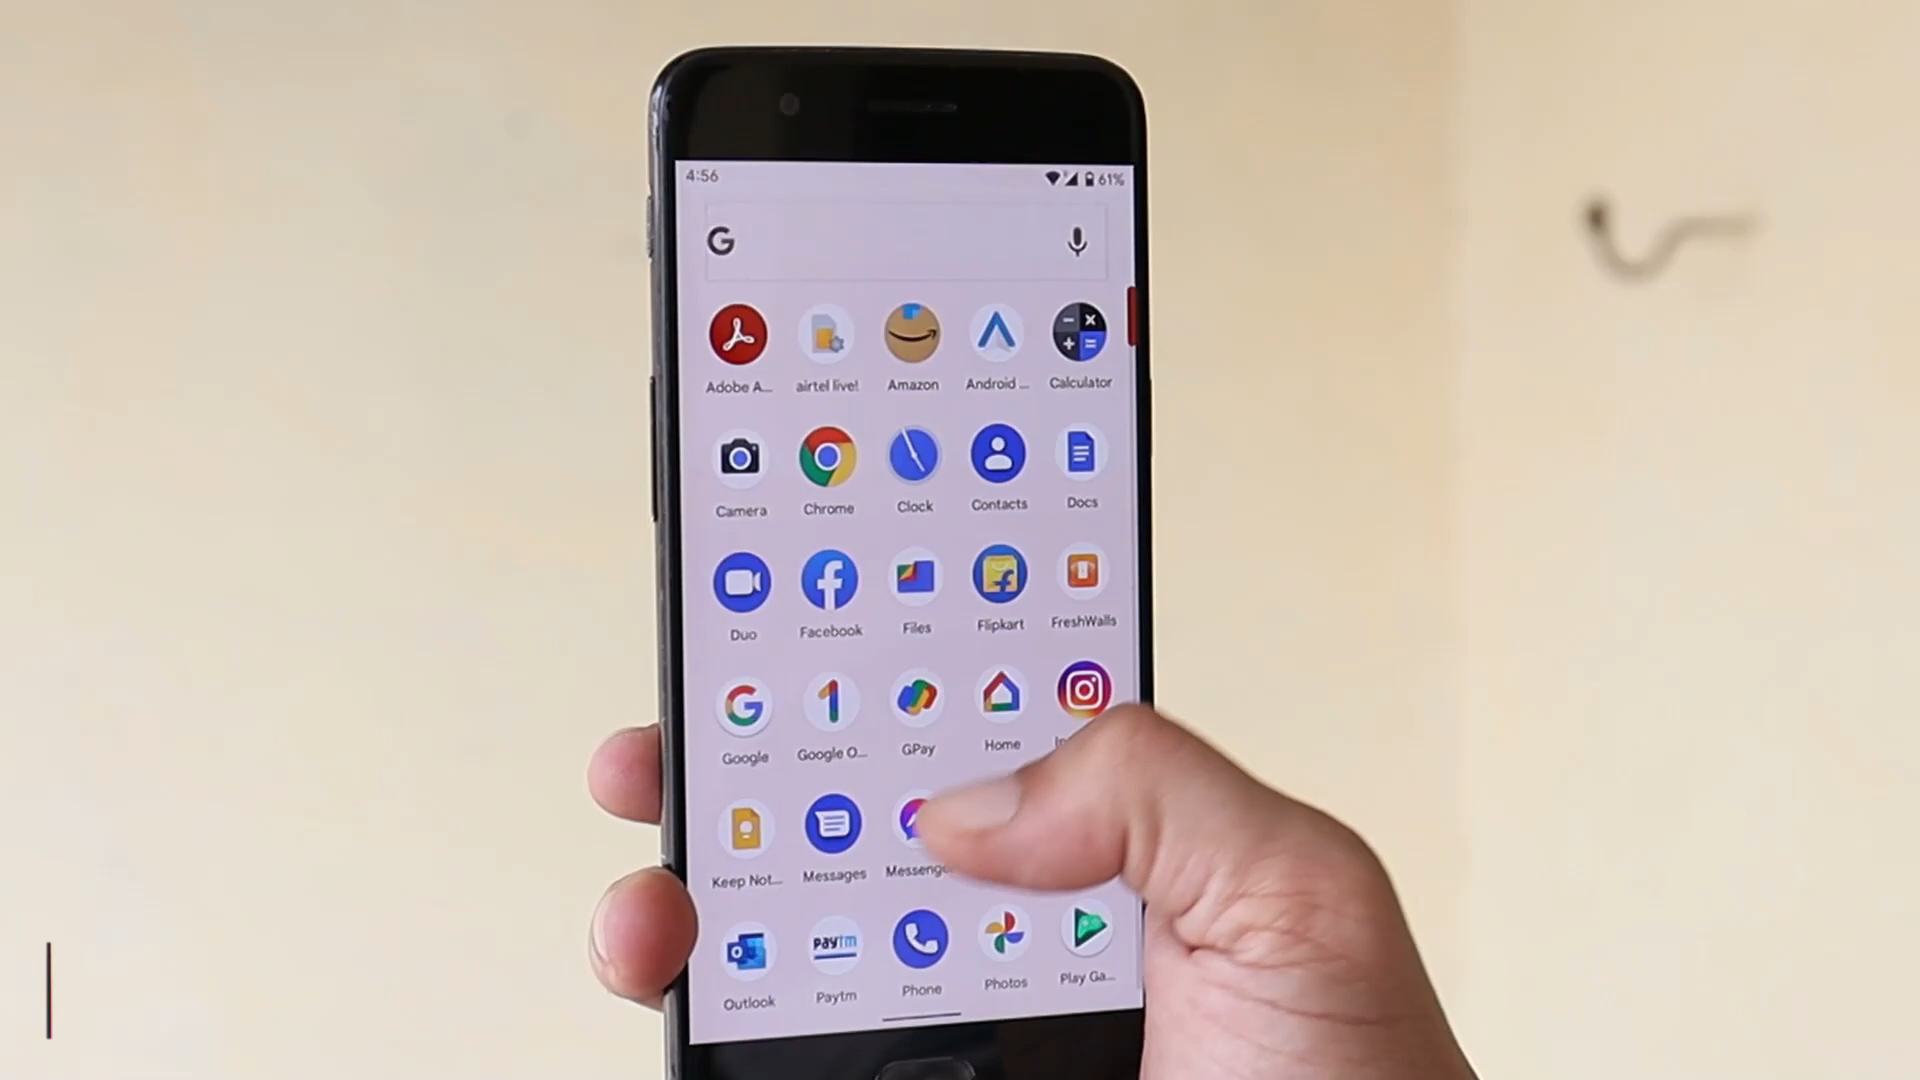 4:56 61%
G
Adobe A... airtel live! Amazon Android ... Calculator
Camera Chrome Clock Contacts Docs
Duo Facebook Files Flipkart FreshWalls
Google Google O... GPay Home
Keep Not... Messages
paytm
Outlook Paytm Phone Photos Play Ga...